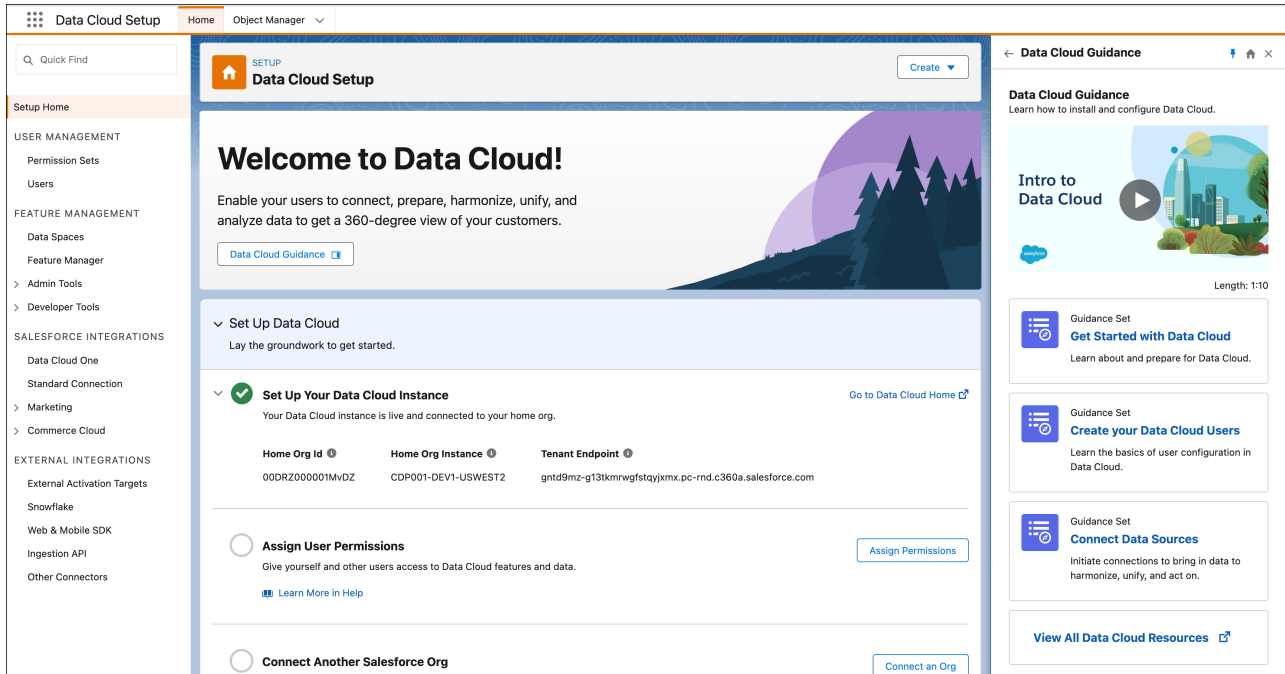 Data Cloud Setup
Home
Object Manager
Quick Find
Setup Home
USER MANAGEMENT
Permission Sets
Users
FEATURE MANAGEMENT
Data Spaces
Feature Manager
Admin Tools
Developer Tools
SALESFORCE INTEGRATIONS
Data Cloud One
Standard Connection
Marketing
Commerce Cloud
EXTERNAL INTEGRATIONS
External Activation Targets
Snowflake
Web & Mobile SDK
Ingestion API
Other Connectors
SETUP
Data Cloud Setup
Create
Welcome to Data Cloud!
Enable your users to connect, prepare, harmonize, unify, and
analyze data to get a 360-degree view of your customers.
Data Cloud Guidance
Set Up Data Cloud
Lay the groundwork to get started.
Set Up Your Data Cloud Instance
Go to Data Cloud Home
Your Data Cloud instance is live and connected to your home org.
Home Org Id
Home Org Instance
Tenant Endpoint
00DRZ000001MvDZ
CDP001-DEV1-USWEST2
gntd9mz-g13tkmrwgfstqyjxmx.pc-rnd.c360a.salesforce.com
Assign User Permissions
Assign Permissions
Give yourself and other users access to Data Cloud features and data.
Learn More in Help
Connect Another Salesforce Org
Connect an Org
Data Cloud Guidance
Data Cloud Guidance
Learn how to install and configure Data Cloud.
Intro to
Data Cloud
salesforce
Length: 1:10
Guidance Set
Get Started with Data Cloud
Learn about and prepare for Data Cloud.
Guidance Set
Create your Data Cloud Users
Learn the basics of user configuration in
Data Cloud.
Guidance Set
Connect Data Sources
Initiate connections to bring in data to
harmonize, unify, and act on.
View All Data Cloud Resources